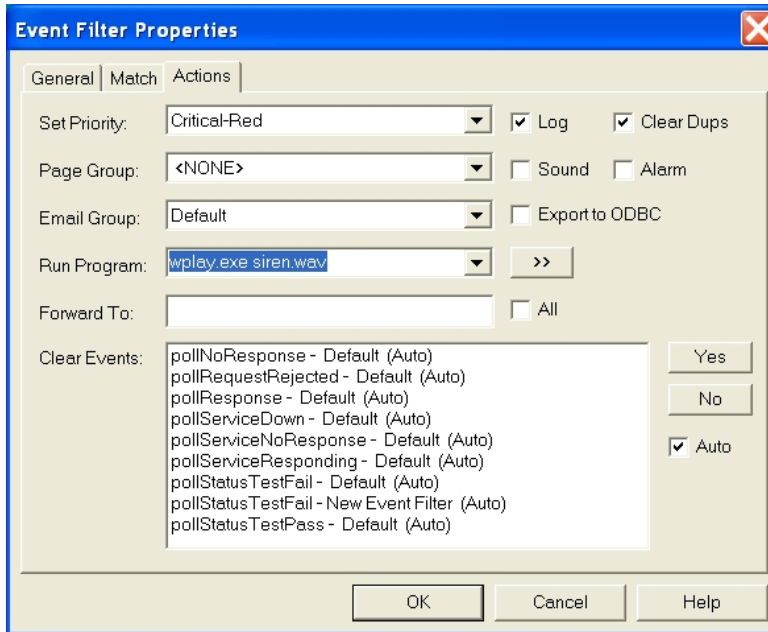 Event Filter Properties
General Match Actions
Set Priority: Critical-Red Log Clear Dups
Page Group: <NONE> Sound Alarm
Email Group: Default Export to ODBC
Run Program: wplay.exe siren.wav >>
Forward To: All
Clear Events: pollNoResponse - Default (Auto) Yes
pollRequestRejected - Default (Auto)
pollResponse - Default (Auto) No
pollServiceDown - Default (Auto)
pollServiceNoResponse - Default (Auto) Auto
pollServiceResponding - Default (Auto)
pollStatusTestFail - Default (Auto)
pollStatusTestFail - New Event Filter (Auto)
pollStatusTestPass - Default (Auto)
OK Cancel Help